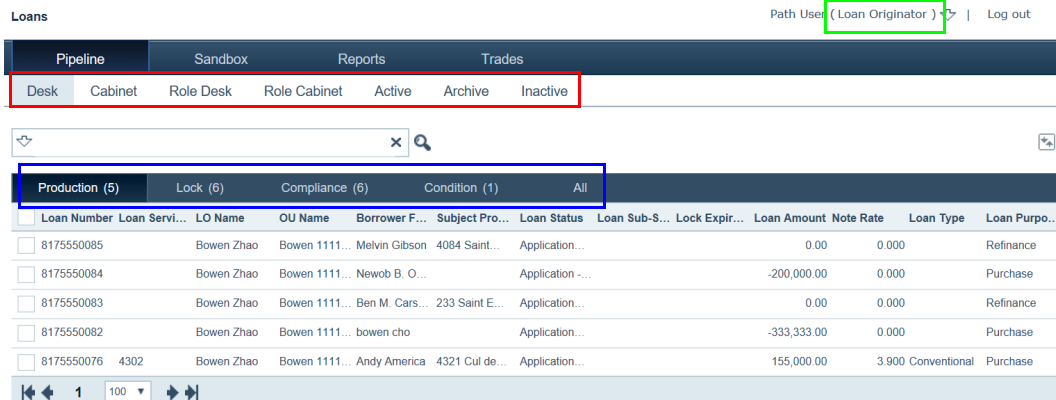 Loans Path User ( Loan Originator ) | Log out
Pipeline Sandbox Reports Trades
Desk Cabinet Role Desk Role Cabinet Active Archive Inactive
Production (5) Lock (6) Compliance (6) Condition (1) All
Loan Number Loan Servi... LO Name OU Name Borrower F... Subject Pro... Loan Status Loan Sub-S... Lock Expir... Loan Amount Note Rate Loan Type Loan Purpo...
8175550085 Bowen Zhao Bowen 1111... Melvin Gibson 4084 Saint... Application... 0.00 0.000 Refinance
8175550084 Bowen Zhao Bowen 1111... Newob B. O... Application -... -200,000.00 0.000 Purchase
8175550083 Bowen Zhao Bowen 1111... Ben M. Cars... 233 Saint E... Application... 0.00 0.000 Refinance
8175550082 Bowen Zhao Bowen 1111... bowen cho Application... -333,333.00 0.000 Purchase
8175550076 4302 Bowen Zhao Bowen 1111... Andy America 4321 Cul de... Application... 155,000.00 3.900 Conventional Purchase
1 100